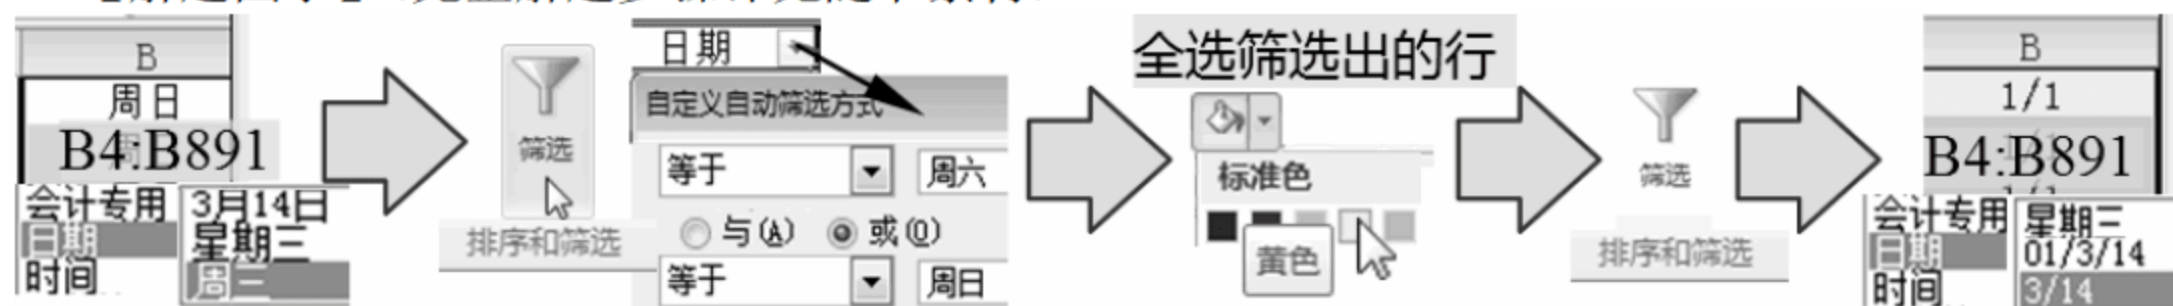 B
周日
B4:B891
会计专用
日期
时间
3月14日
星期三
周三
筛选
排序和筛选
日期
自定义自动筛选方式
等于
周六
与(A)
或(O)
等于
周日
全选筛选出的行
标准色
黄色
筛选
排序和筛选
B
1/1
B4:B891
会计专用
日期
时间
星期三
01/3/14
3/14